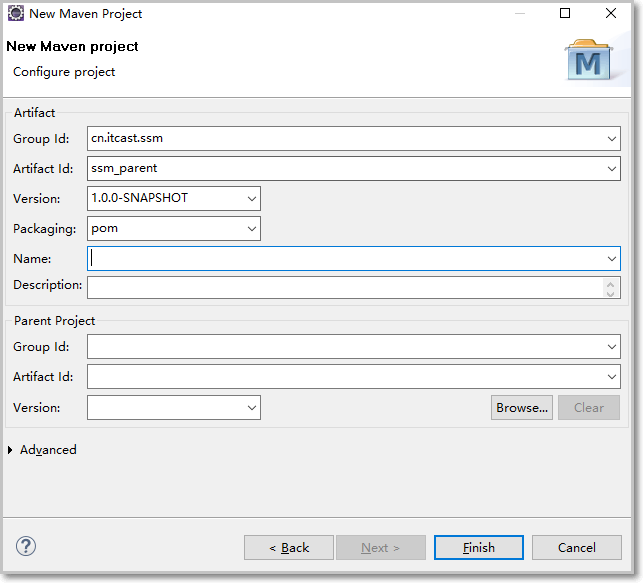 New Maven Project
New Maven project
Configure project
M
Artifact
Group Id: cn.itcast.ssm
Artifact Id: ssm_parent
Version: 1.0.0-SNAPSHOT
Packaging: pom
Name:
Description:
Parent Project
Group Id:
Artifact Id:
Version: Browse... Clear
Advanced
? < Back Next > Finish Cancel